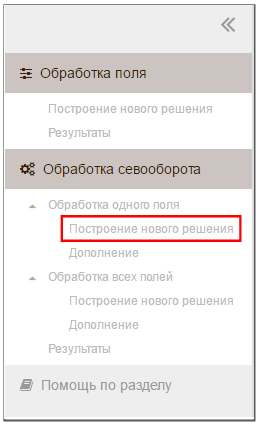 Обработка поля
Построение нового решения
Результаты
Обработка севооборота
Обработка одного поля
Построение нового решения
Дополнение
Обработка всех полей
Построение нового решения
Дополнение
Результаты
Помощь по разделу